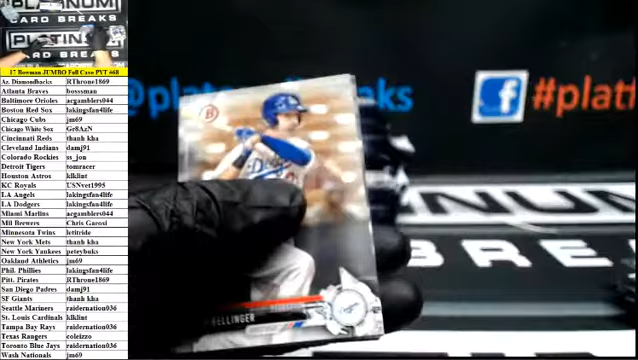 PLATINUM
CARD BREAKS
PLATIN
ARD BREAKS
17 Bowman JUMBO Full Case PYT #68
Az. Diamondbacks RThrone1869
Atlanta Braves bosssman
Baltimore Orioles acgamblers044
Boston Red Sox lakingsfan4life
Chicago Cubs jm69
Chicago White Sox Gr8AzN
Cincinnati Reds thanh kha
Cleveland Indians damj91
Colorado Rockies ss_jon
Detroit Tigers tomracer
Houston Astros klklint
KC Royals USNvet1995
LA Angels lakingsfan4life
LA Dodgers lakingsfan4life
Miami Marlins acgamblers044
Mil Brewers Chris Garosi
Minnesota Twins letitride
New York Mets thanh kha
New York Yankees peteybuks
Oakland Athletics jm69
Phil. Phillies lakingsfan4life
Pitt. Pirates RThrone1869
San Diego Padres damj91
SF Giants thanh kha
Seattle Mariners raidernation036
St. Louis Cardinals klklint
Tampa Bay Rays raidernation036
Texas Rangers coleizzo
Toronto Blue Jays raidernation036
Wash Nationals jm69
@plat
eaks
f #plati
B
Dodgers
ELLINGER
NUM
BRE